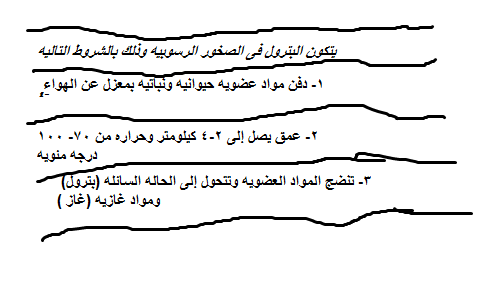 يتكون البترول فى الصخور الرسوبيه وذلك بالشروط التاليه
١- دفن مواد عضويه حيوانيه ونباتيه بمعزل عن الهواء
٢- عمق يصل إلى ٢-٤ كيلومتر وحراره من ٧٠- ١٠٠
درجه منويه
٣- تنضج المواد العضويه وتتحول إلى الحاله السائله (بترول)
ومواد غازيه (غاز )